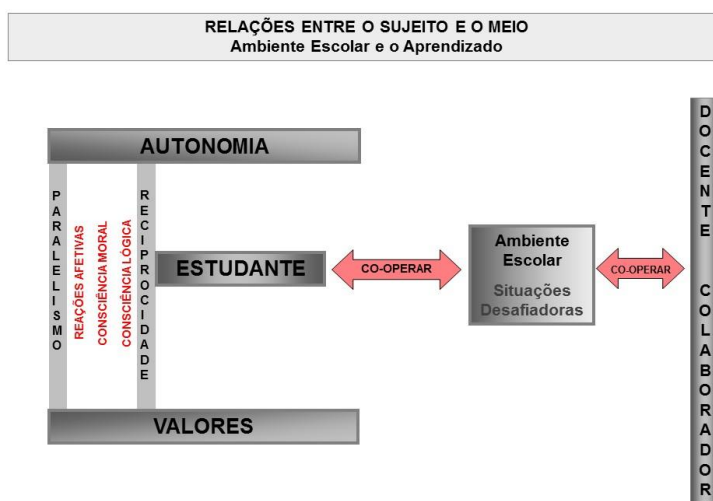 RELAÇÕES ENTRE O SUJEITO E O MEIO
Ambiente Escolar e o Aprendizado
AUTONOMIA
PARALELISMO
REAÇÕES AFETIVAS
CONSCIÊNCIA MORAL
CONSCIÊNCIA LÓGICA
RECIPROCIDADE
ESTUDANTE
CO-OPERAR
Ambiente
Escolar
Situações
Desafiadoras
CO-OPERAR
DOCENTE COLABORADOR
VALORES